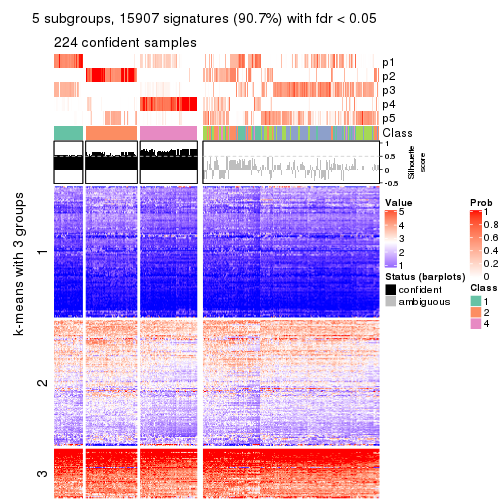 5 subgroups, 15907 signatures (90.7%) with fdr < 0.05
224 confident samples
p1
p2
p3
p4
p5
Class
1
0.5
0
-0.5
Silhouette
score
k-means with 3 groups
1
2
3
Value
5
4
3
2
1
Status (barplots)
confident
ambiguous
Prob
1
0.8
0.6
0.4
0.2
0
Class
1
2
4